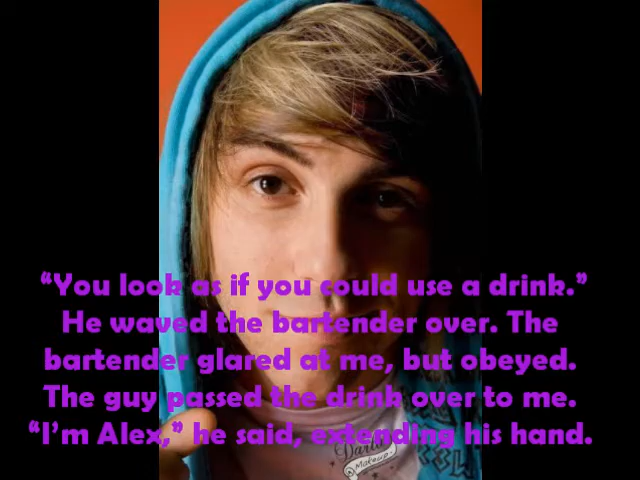 “You look as if you could use a drink.”
He waved the bartender over. The
bartender glared at me, but obeyed.
The guy passed the drink over to me.
“I’m Alex,” he said, extending his hand.
Makeup